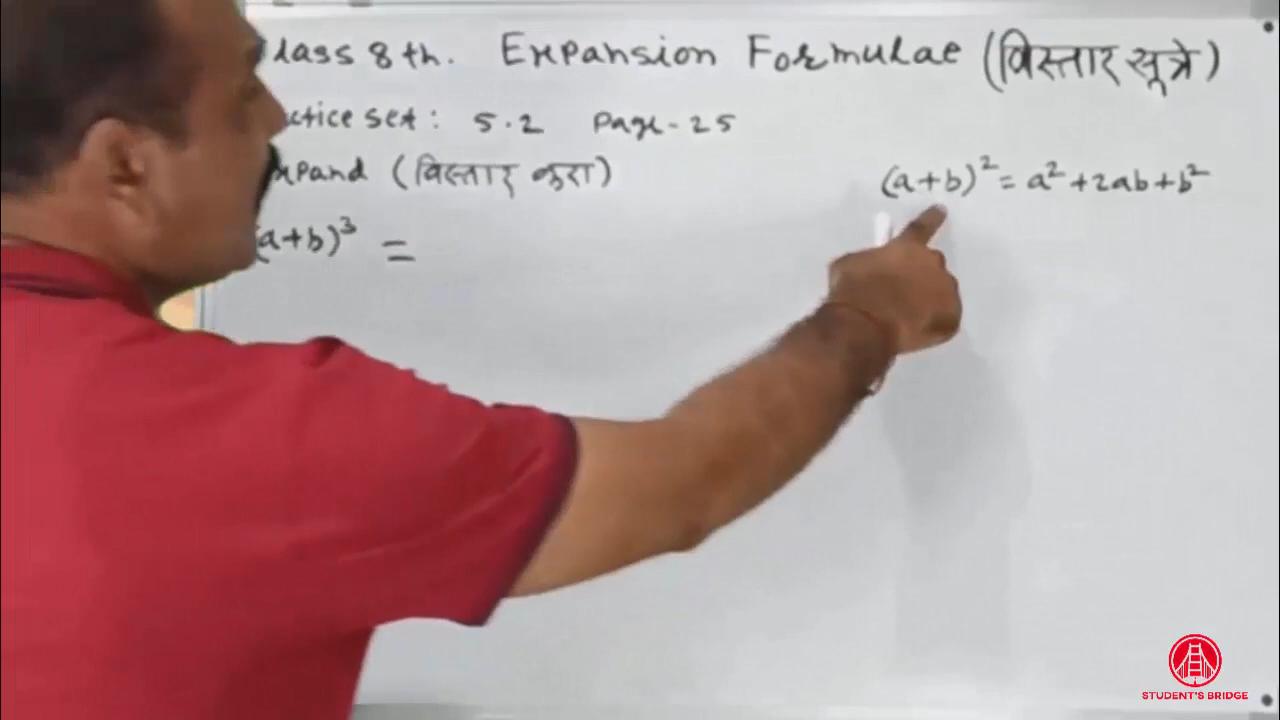 lass 8th. Expansion Formulae (विस्तार सूत्रे)
ctice set: 5.2 Page-25
xpand (विस्तार करा)
(a+b)² = a² + 2ab + b²
(a+b)³ =
STUDENT'S BRIDGE